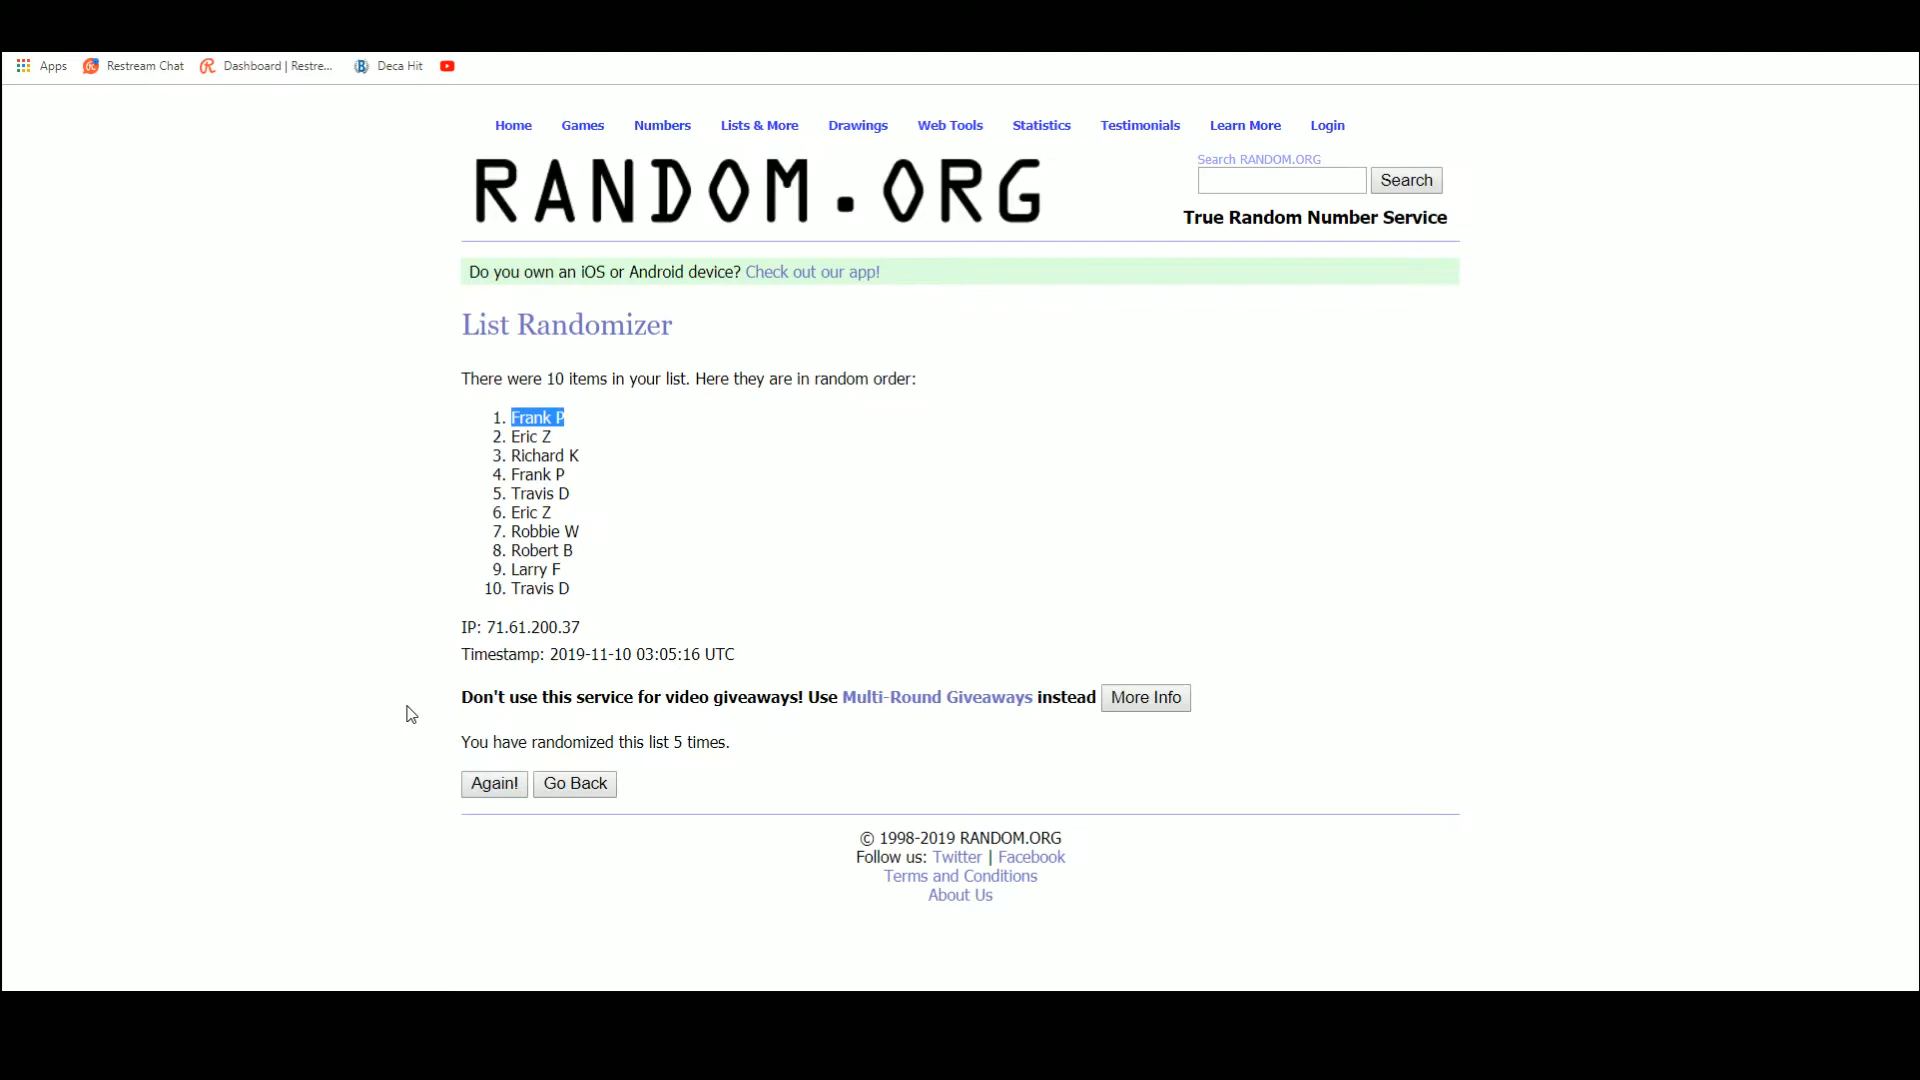 Apps Restream Chat Dashboard | Restre... Deca Hit
Home Games Numbers Lists & More Drawings Web Tools Statistics Testimonials Learn More Login
RANDOM.ORG
Search RANDOM.ORG
Search
True Random Number Service
Do you own an iOS or Android device? Check out our app!
List Randomizer
There were 10 items in your list. Here they are in random order:
1. Frank P
2. Eric Z
3. Richard K
4. Frank P
5. Travis D
6. Eric Z
7. Robbie W
8. Robert B
9. Larry F
10. Travis D
IP: 71.61.200.37
Timestamp: 2019-11-10 03:05:16 UTC
Don't use this service for video giveaways! Use Multi-Round Giveaways instead More Info
You have randomized this list 5 times.
Again! Go Back
© 1998-2019 RANDOM.ORG
Follow us: Twitter | Facebook
Terms and Conditions
About Us